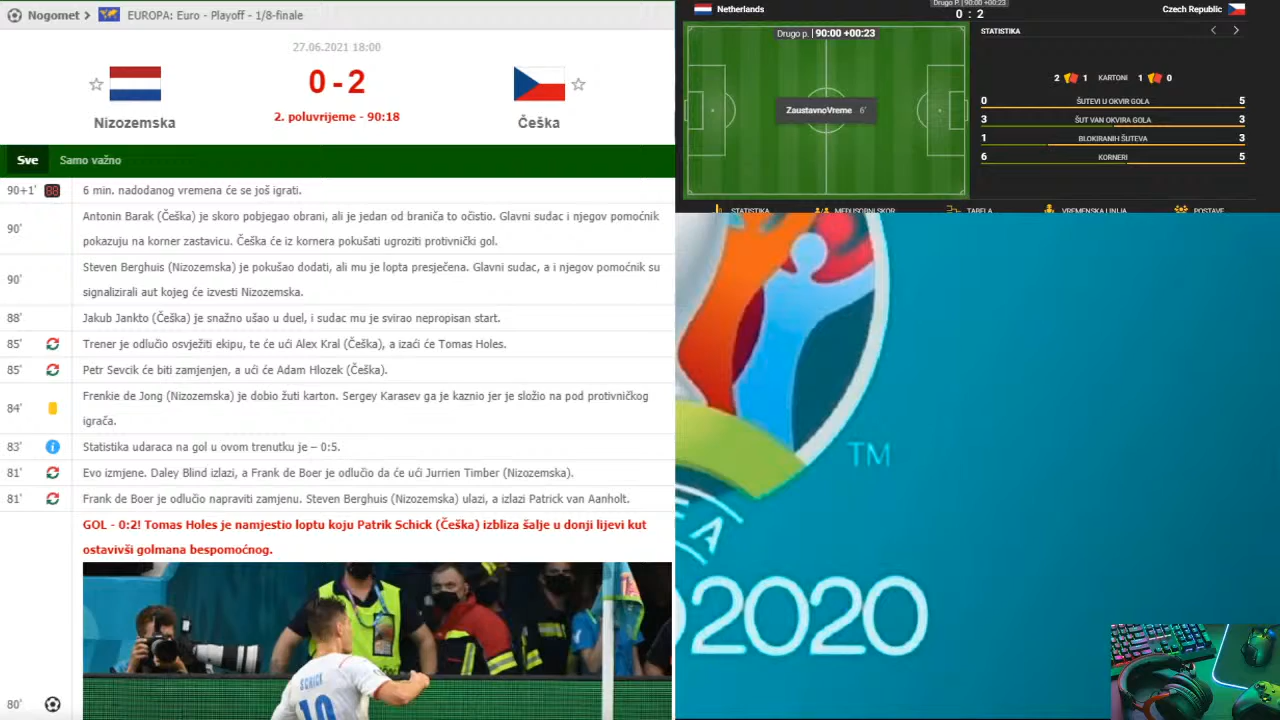 Nogomet
EUROPA: Euro - Playoff - 1/8-finale
27.06.2021 18:00
0 - 2
2. poluvrijeme - 90:18
Nizozemska
Češka
Sve
Samo važno
90+1'
88
6 min. nadodanog vremena će se još igrati.
90'
Antonin Barak (Češka) je skoro pobjegao obrani, ali je jedan od braniča to očistio. Glavni sudac i njegov pomoćnik
pokazuju na korner zastavicu. Češka će iz kornera pokušati ugroziti protivnički gol.
90'
Steven Berghuis (Nizozemska) je pokušao dodati, ali mu je lopta presječena. Glavni sudac, a i njegov pomoćnik su
signalizirali aut kojeg će izvesti Nizozemska.
88'
Jakub Jankto (Češka) je snažno ušao u duel, i sudac mu je svirao nepropisan start.
85'
Trener je odlučio osvježiti ekipu, te će ući Alex Kral (Češka), a izaći će Tomas Holes.
85'
Petr Sevcik će biti zamjenjen, a ući će Adam Hlozek (Češka).
84'
Frenkie de Jong (Nizozemska) je dobio žuti karton. Sergey Karasev ga je kaznio jer je složio na pod protivničkog
igrača.
83'
i
Statistika udaraca na gol u ovom trenutku je – 0:5.
81'
Evo izmjene. Daley Blind izlazi, a Frank de Boer je odlučio da će ući Jurrien Timber (Nizozemska).
81'
Frank de Boer je odlučio napraviti zamjenu. Steven Berghuis (Nizozemska) ulazi, a izlazi Patrick van Aanholt.
GOL - 0:2! Tomas Holes je namjestio loptu koju Patrik Schick (Češka) izbliza šalje u donji lijevi kut
ostavivši golmana bespomoćnog.
80'
SCHICK
10
Netherlands
Drugo p. | 90:00 +00:23
0 : 2
Czech Republic
Drugo p. | 90:00 +00:23
ZaustavnoVreme 6'
STATISTIKA
2 1 KARTONI 1 0
0 ŠUTEVI U OKVIR GOLA 5
3 ŠUT VAN OKVIRA GOLA 3
1 BLOKIRANIH ŠUTEVA 3
6 KORNERI 5
STATISTIKA
MEĐUSOBNI SKOR
TABELA
VREMENSKA LINIJA
POSTAVE
TM
EFA
2020